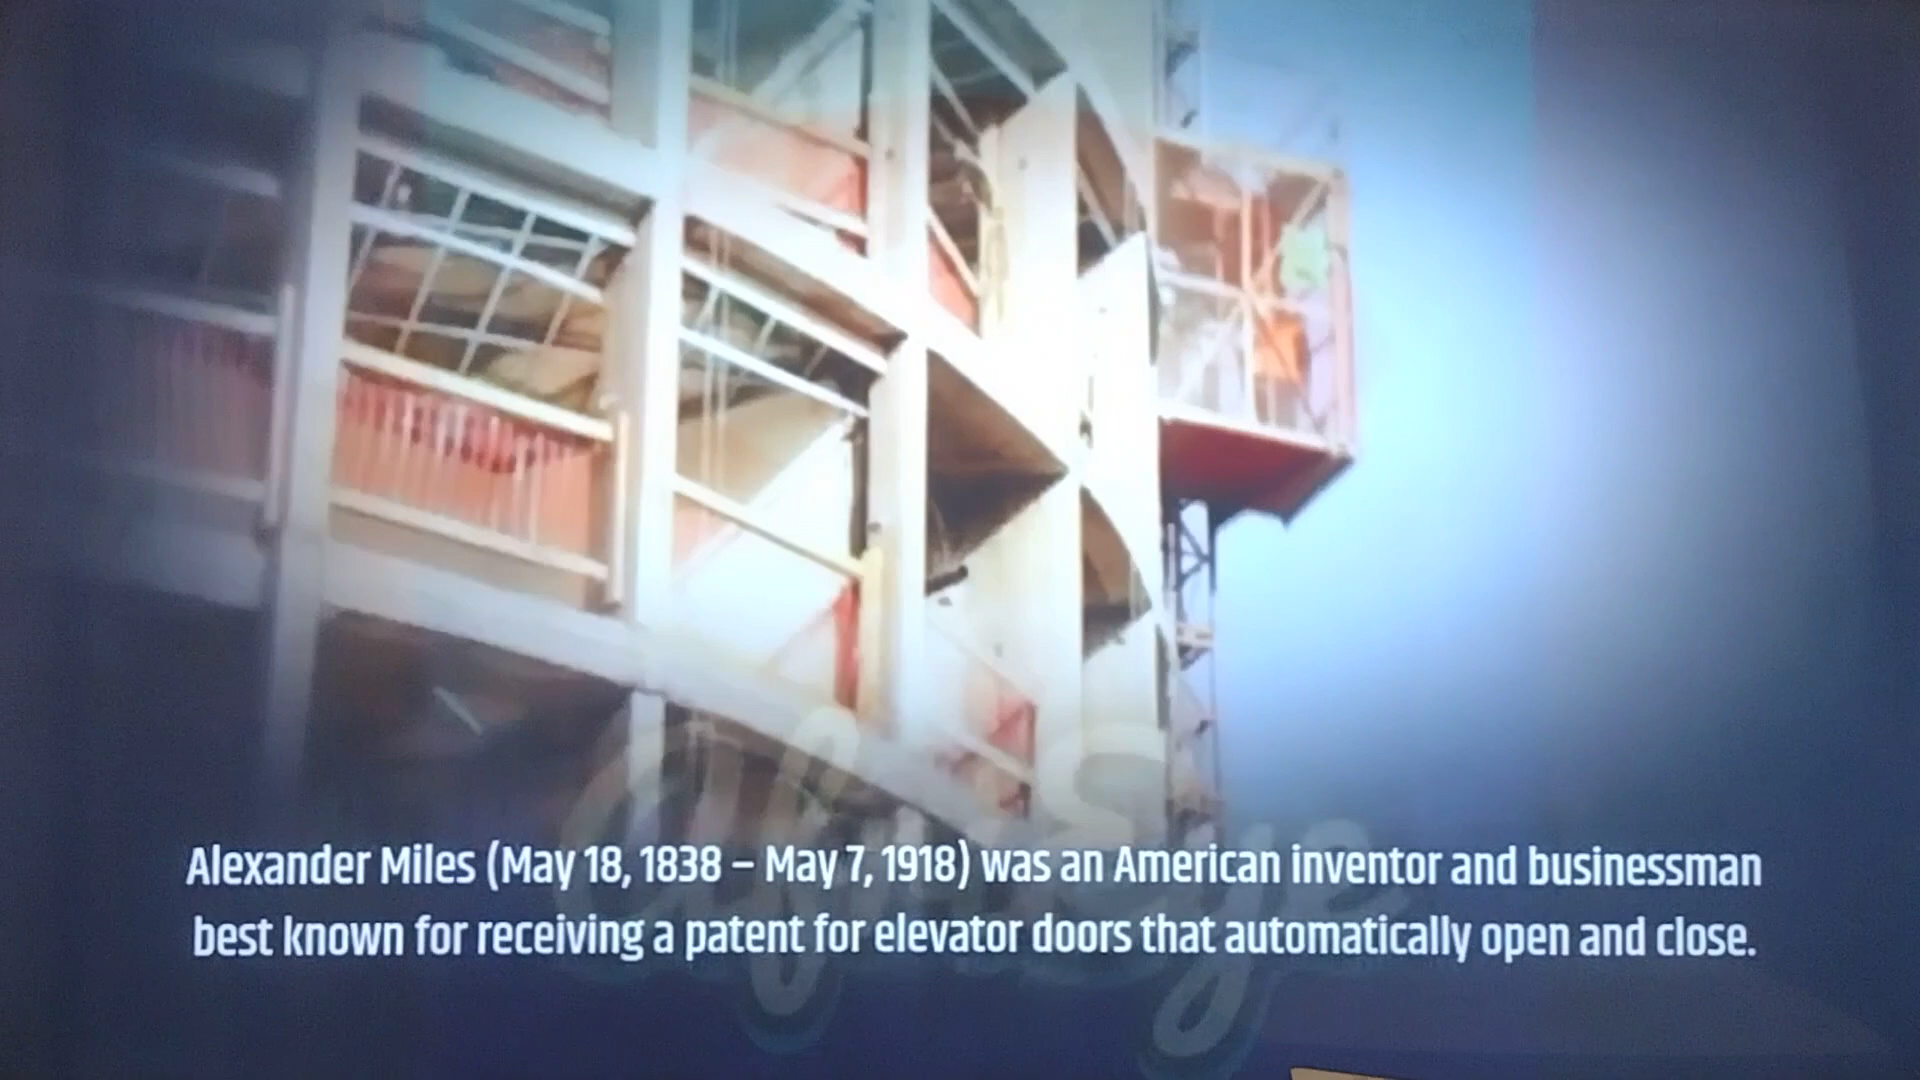 Alexander Miles (May 18, 1838 – May 7, 1918) was an American inventor and businessman
best known for receiving a patent for elevator doors that automatically open and close.